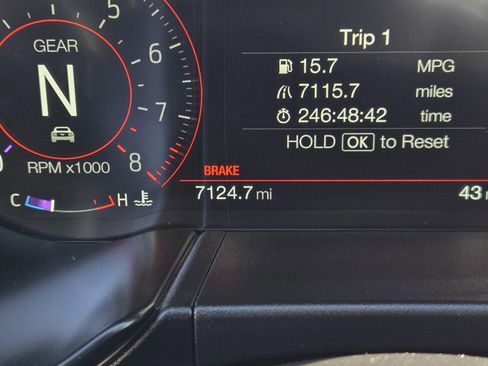 5
6
7
8
GEAR
N
RPM x1000
C H
Trip 1
15.7 MPG
7115.7 miles
246:48:42 time
HOLD OK to Reset
BRAKE
7124.7 mi
43